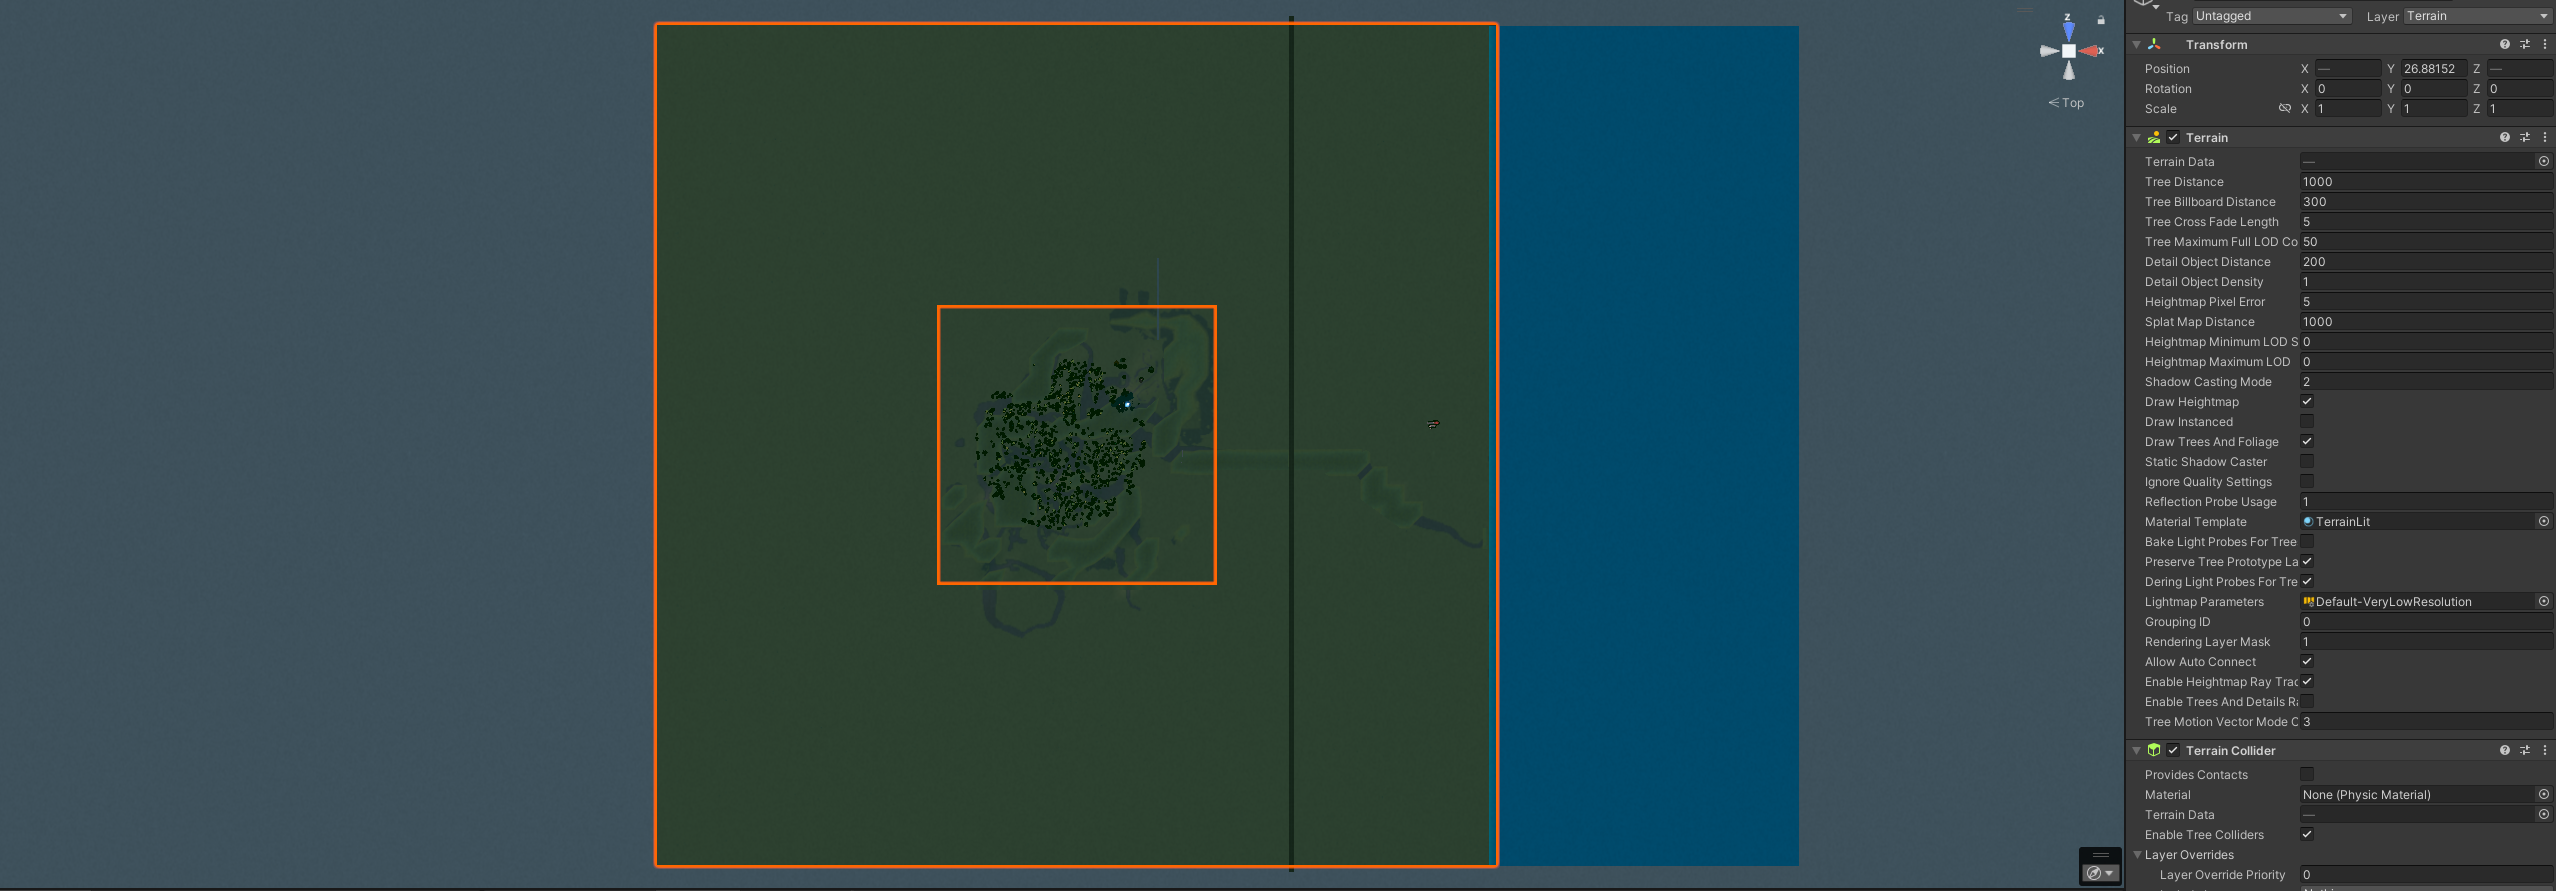 z
x
Top
Tag Untagged Layer Terrain
Transform
Position X — Y 26.88152 Z —
Rotation X 0 Y 0 Z 0
Scale X 1 Y 1 Z 1
Terrain
Terrain Data —
Tree Distance 1000
Tree Billboard Distance 300
Tree Cross Fade Length 5
Tree Maximum Full LOD Co 50
Detail Object Distance 200
Detail Object Density 1
Heightmap Pixel Error 5
Splat Map Distance 1000
Heightmap Minimum LOD S 0
Heightmap Maximum LOD 0
Shadow Casting Mode 2
Draw Heightmap
Draw Instanced
Draw Trees And Foliage
Static Shadow Caster
Ignore Quality Settings
Reflection Probe Usage 1
Material Template TerrainLit
Bake Light Probes For Tree
Preserve Tree Prototype La
Dering Light Probes For Tre
Lightmap Parameters Default-VeryLowResolution
Grouping ID 0
Rendering Layer Mask 1
Allow Auto Connect
Enable Heightmap Ray Trac
Enable Trees And Details R
Tree Motion Vector Mode O 3
Terrain Collider
Provides Contacts
Material None (Physic Material)
Terrain Data —
Enable Tree Colliders
Layer Overrides
Layer Override Priority 0